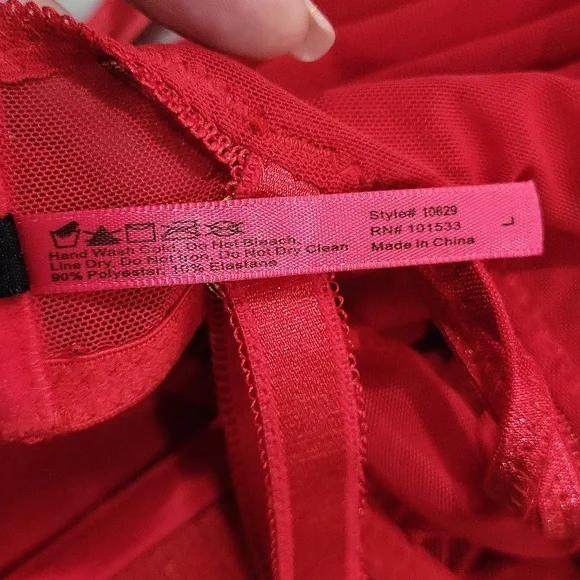 Hand Wash Cold, Do Not Bleach,
Line Dry, Do Not Iron, Do Not Dry Clean
90% Polyester, 10% Elastane
Style# 10629
RN# 101533
Made in China
L